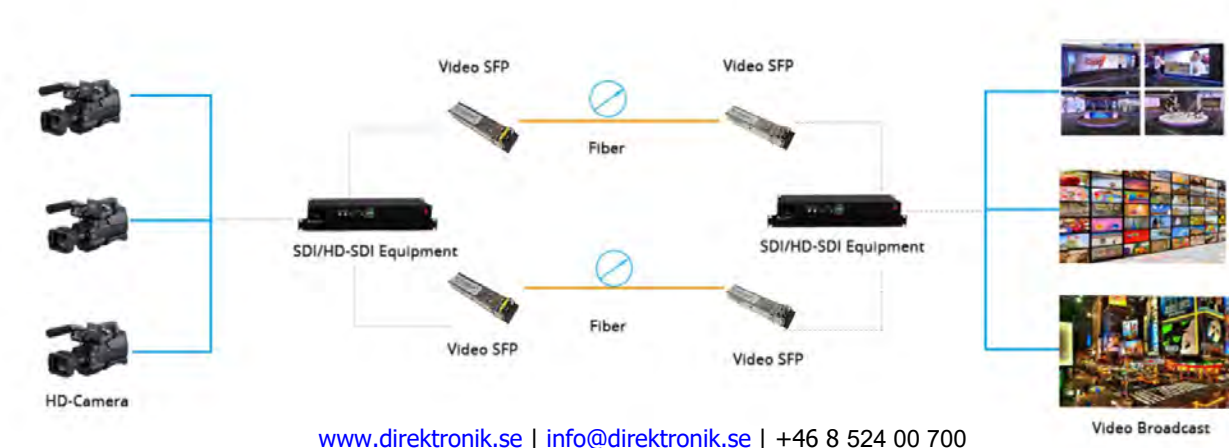 Video SFP
Video SFP
Fiber
SDI/HD-SDI Equipment
SDI/HD-SDI Equipment
Fiber
Video SFP
Video SFP
HD-Camera
Video Broadcast
www.direktronik.se | info@direktronik.se | +46 8 524 00 700